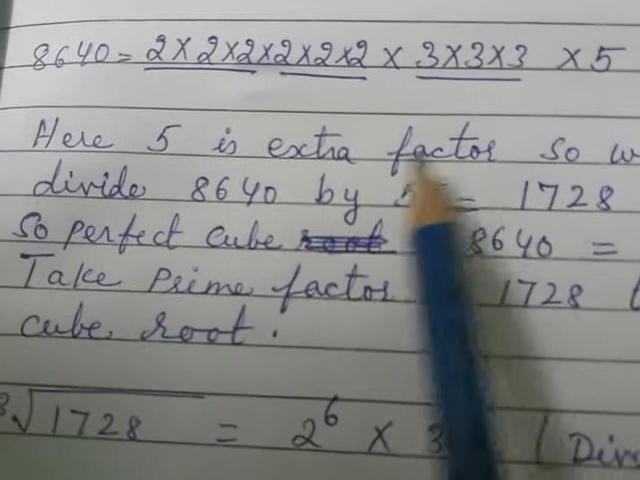 8640 = 2×2×2×2×2×2 × 3×3×3 ×5
Here 5 is extra factor so
divide 8640 by = 1728
So perfect cube 8640 =
Take Prime factor 1728
cube root.
3√1728 = 2^6 × 3